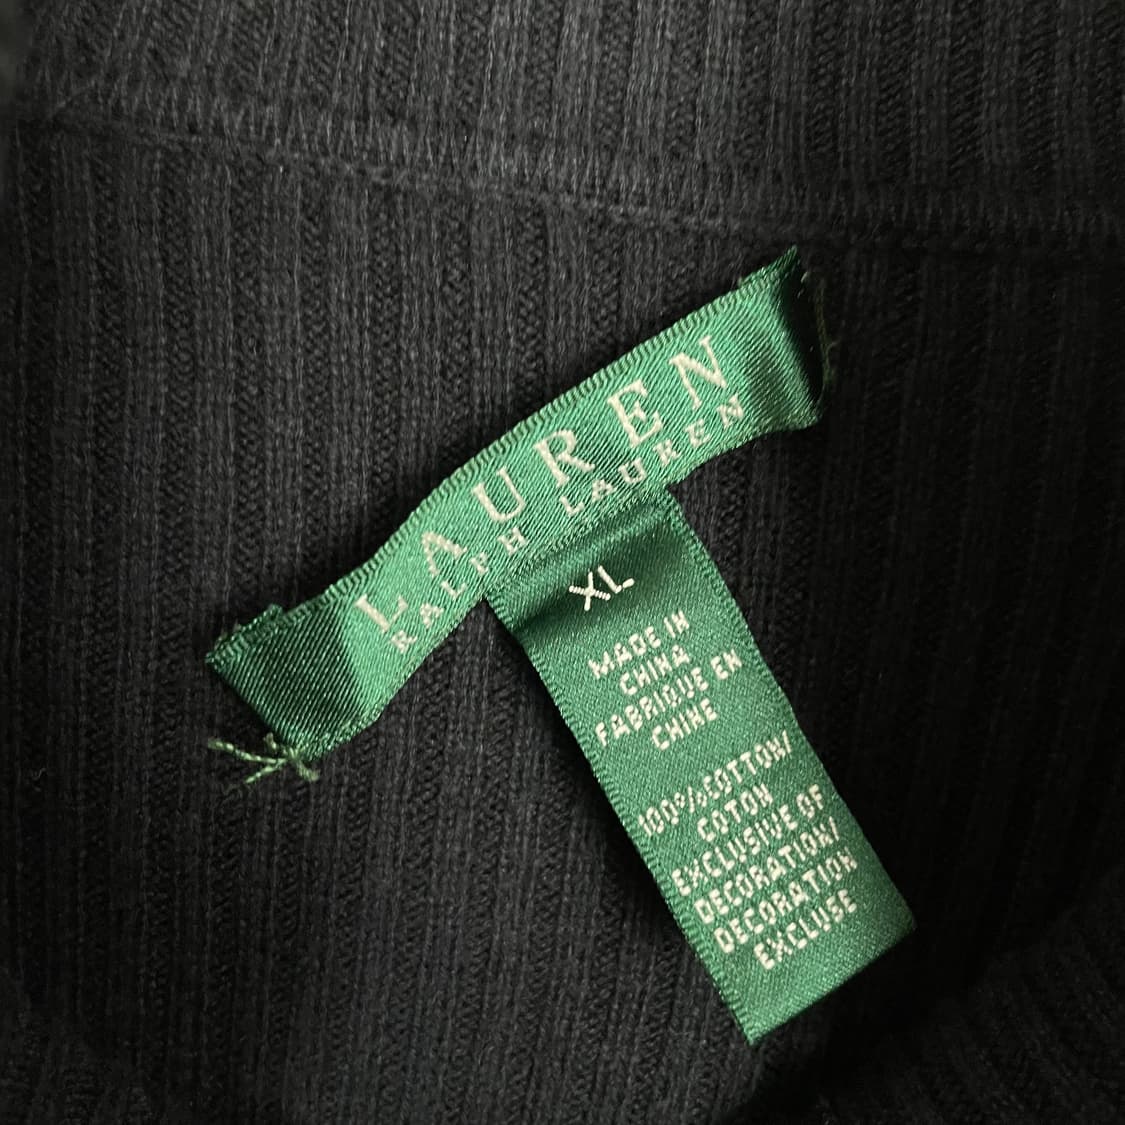 LAUREN
RALPH LAUREN
XL
MADE IN
CHINA
FABRIQUE EN
CHINE
100%COTTON/
COTON
EXCLUSIVE OF
DECORATION/
DECORATION
EXCLUSE